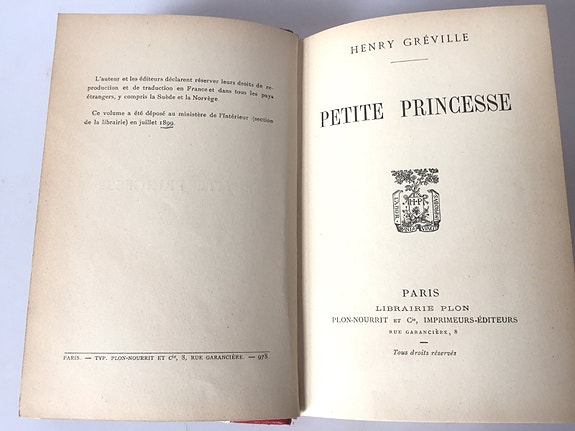 L'auteur et les éditeurs déclarent réserver leurs droits de re-
production et de traduction en France et dans tous les pays
étrangers, y compris la Suède et la Norvège.
Ce volume a été déposé au ministère de l'Intérieur (section
de la librairie) en juillet 1899.
PARIS. — TYP. PLON-NOURRIT ET Cie, 8, RUE GARANCIÈRE. — 978
HENRY GRÉVILLE
PETITE PRINCESSE
H·P
LABOR
PARIS
LIBRAIRIE PLON
PLON-NOURRIT ET Cie, IMPRIMEURS-ÉDITEURS
RUE GARANCIÈRE, 8
Tous droits réservés